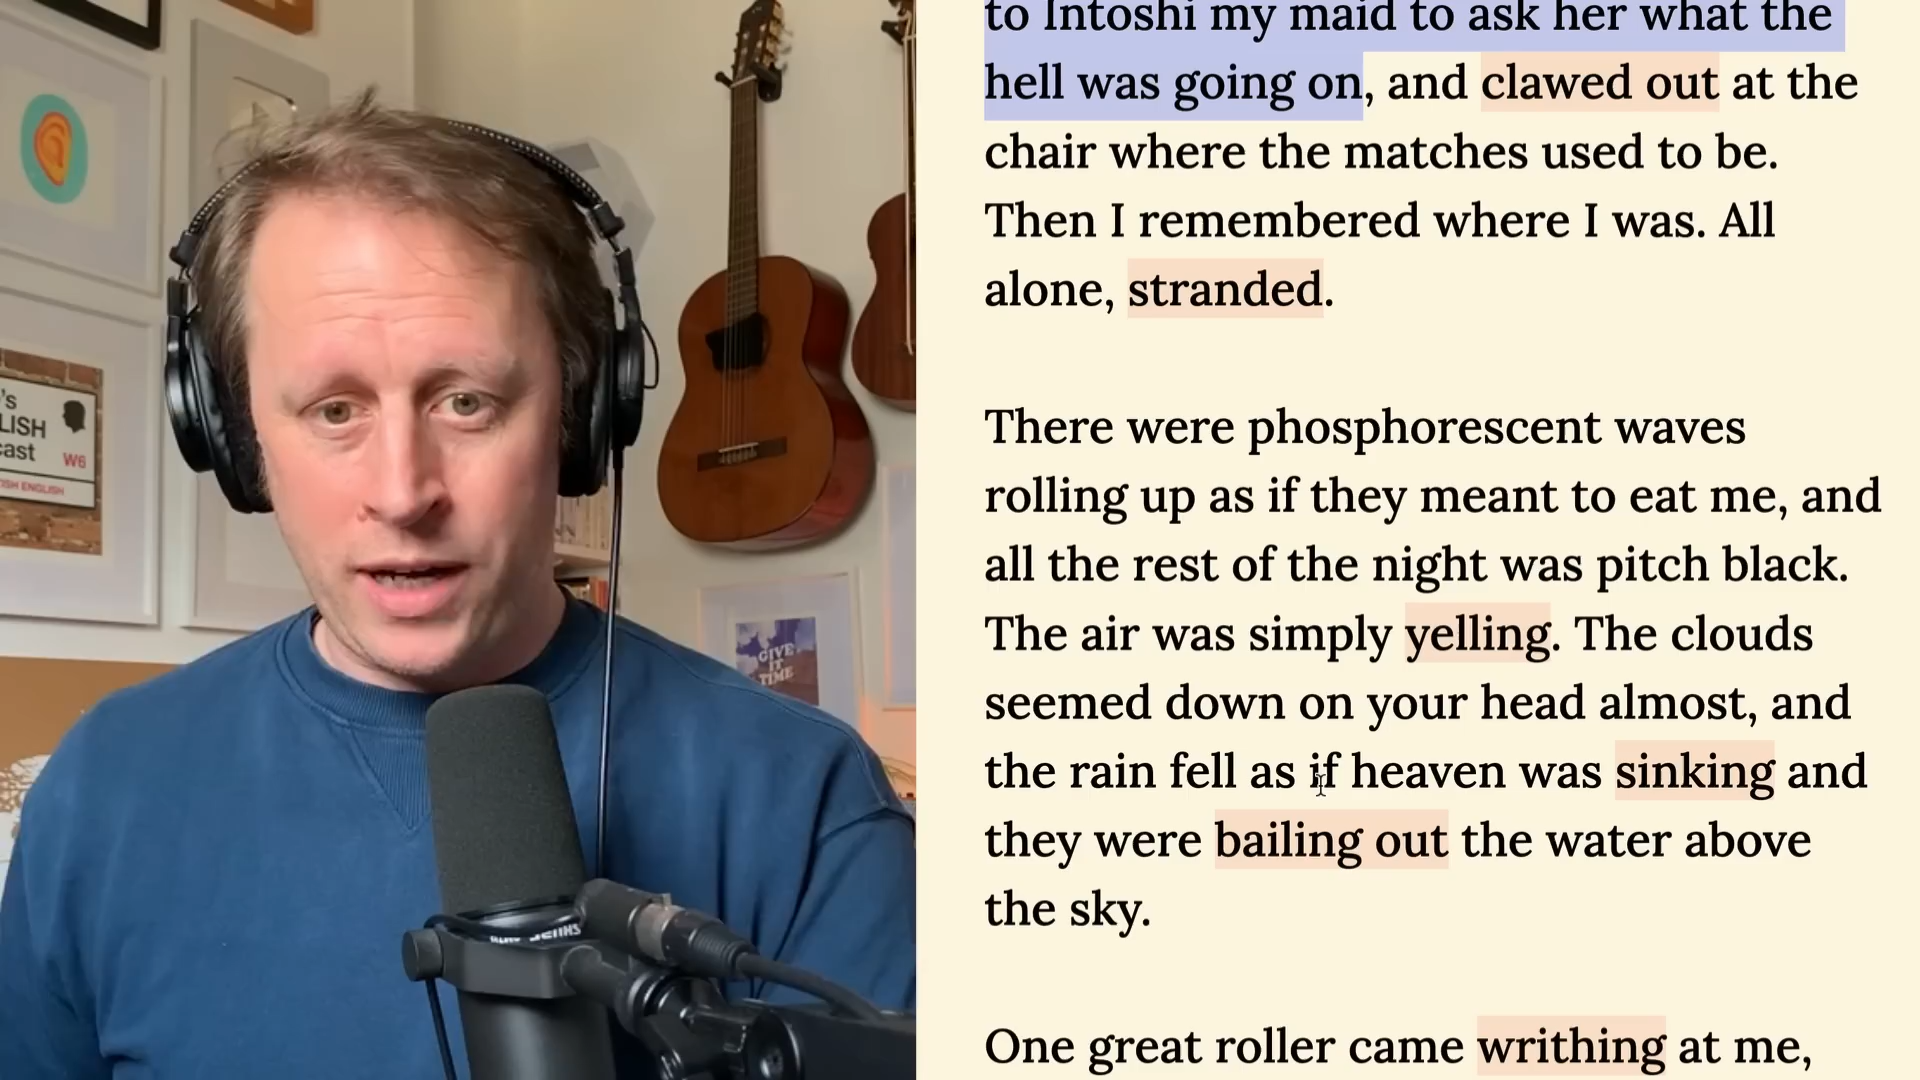 's
LISH
cast
W6
ISH ENGLISH
GIVE
IT
TIME
to Intoshi my maid to ask her what the
hell was going on, and clawed out at the
chair where the matches used to be.
Then I remembered where I was. All
alone, stranded.
There were phosphorescent waves
rolling up as if they meant to eat me, and
all the rest of the night was pitch black.
The air was simply yelling. The clouds
seemed down on your head almost, and
the rain fell as if heaven was sinking and
they were bailing out the water above
the sky.
One great roller came writhing at me,